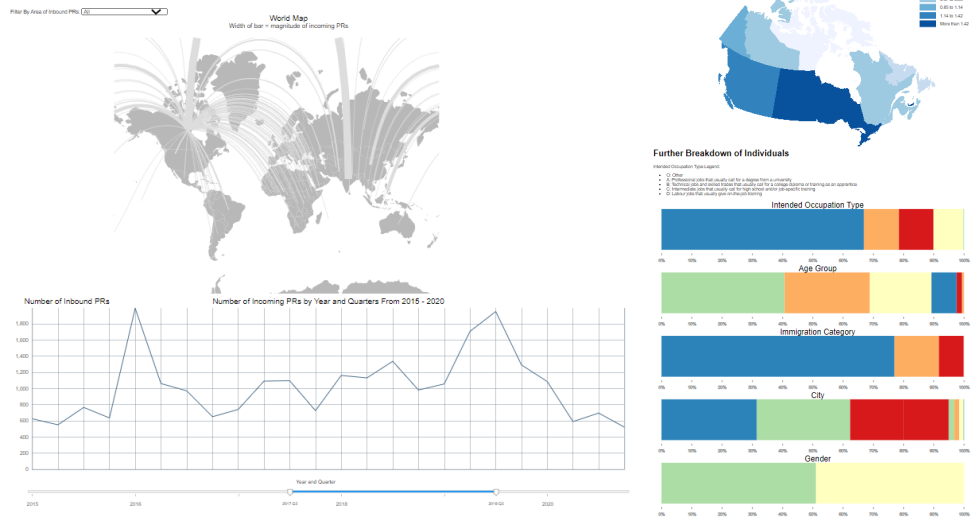 Filter By Area of Inbound PRs: All
World Map
Width of bar = magnitude of incoming PRs
0.85 to 1.14
1.14 to 1.42
More than 1.42
Further Breakdown of Individuals
Intended Occupation Type Legend:
O: Other
A: Professional jobs that usually call for a degree from a university
B: Technical jobs and skilled trades that usually call for a college diploma or training as an apprentice
C: Intermediate jobs that usually call for high school and/or job-specific training
D: Labour jobs that usually give on-the-job training
Intended Occupation Type
0% 10% 20% 30% 40% 50% 60% 70% 80% 90% 100%
Age Group
0% 10% 20% 30% 40% 50% 60% 70% 80% 90% 100%
Immigration Category
0% 10% 20% 30% 40% 50% 60% 70% 80% 90% 100%
City
0% 10% 20% 30% 40% 50% 60% 70% 80% 90% 100%
Gender
0% 10% 20% 30% 40% 50% 60% 70% 80% 90% 100%
Number of Inbound PRs
Number of Incoming PRs by Year and Quarters From 2015 - 2020
1,800
1,600
1,400
1,200
1,000
800
600
400
200
0
Year and Quarter
2015 2016 2017 Q3 2018 2019 Q3 2020